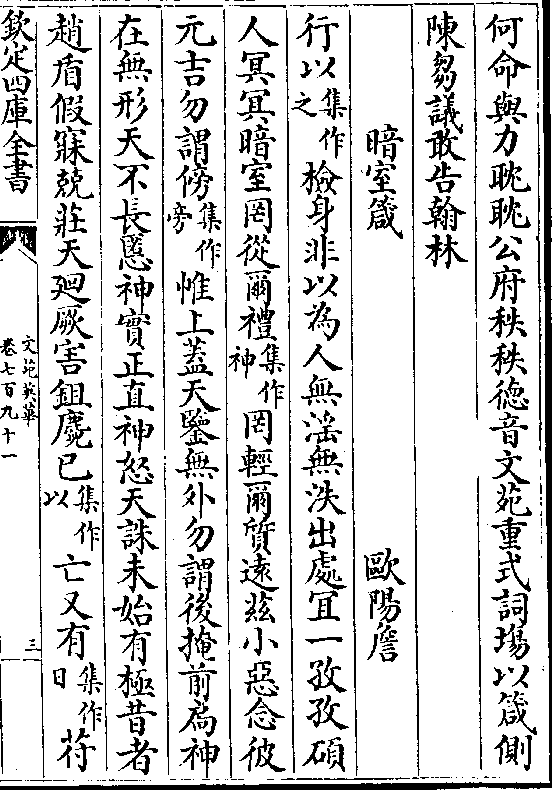 何命與力耽耽公府秩秩德音文苑重式詞場以箴側
陳芻議敢告翰林
暗室箴 歐陽詹
行以集作之檢身非以為人無淫無泆出處冝一孜孜碩
人冥冥暗室罔從爾禮集作神罔輕爾質遠茲小惡念彼
元吉勿謂傍集作旁帷上蓋天鑒無外勿謂後掩前扃神
在無形天不長慝神實正直神怒天誅未始有極昔者
趙盾假寐兢莊天廻厥害鉏麑已集作以亡又有集作日苻
欽定四庫全書
文苑英華
卷七百九十一
三